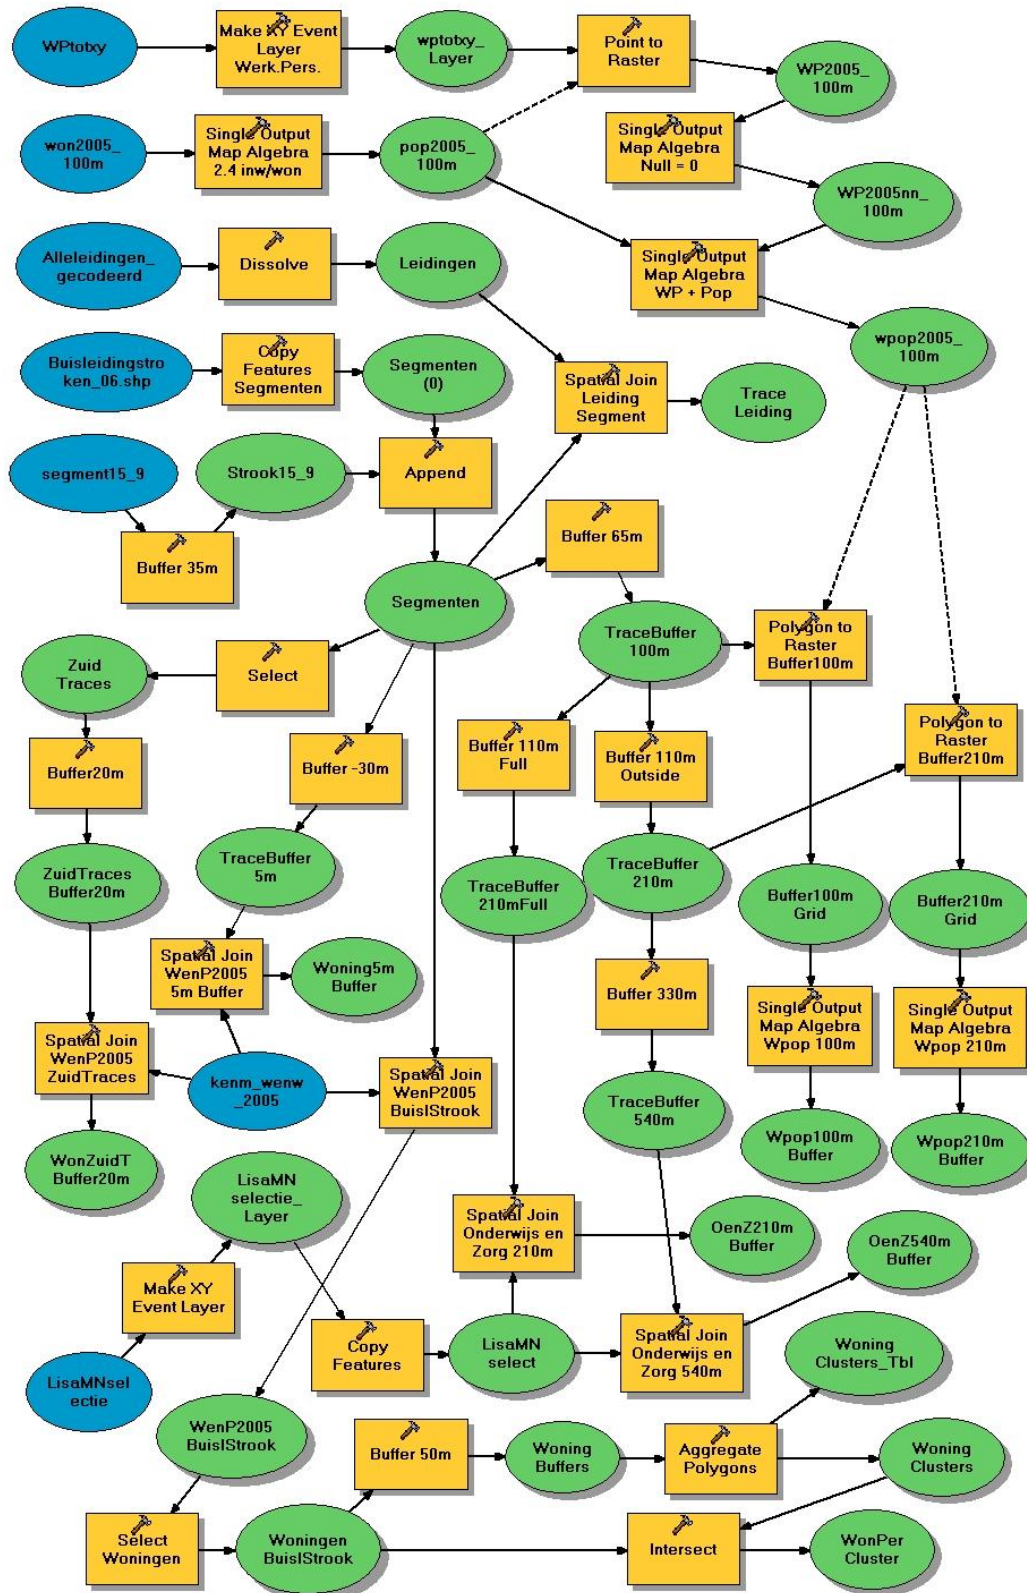 WPtotxy
Make XY Event
Layer
Werk.Pers.
wptotxy_
Layer
Point to
Raster
WP2005_
100m
won2005_
100m
Single Output
Map Algebra
2.4 inw/won
pop2005_
100m
Single Output
Map Algebra
Null = 0
WP2005nn_
100m
Alleleidingen_
gecodeerd
Dissolve
Leidingen
Single Output
Map Algebra
WP + Pop
wpop2005_
100m
Buisleidingstro
ken_06.shp
Copy
Features
Segmenten
Segmenten
(0)
Spatial Join
Leiding
Segment
Trace
Leiding
segment15_9
Strook15_9
Append
Buffer 35m
Buffer 65m
Segmenten
TraceBuffer
100m
Polygon to
Raster
Buffer100m
Zuid
Traces
Select
Polygon to
Raster
Buffer210m
Buffer20m
Buffer -30m
Buffer 110m
Full
Buffer 110m
Outside
ZuidTraces
Buffer20m
TraceBuffer
5m
TraceBuffer
210mFull
TraceBuffer
210m
Buffer100m
Grid
Buffer210m
Grid
Spatial Join
WenP2005
5m Buffer
Woning5m
Buffer
Buffer 330m
Single Output
Map Algebra
Wpop 100m
Single Output
Map Algebra
Wpop 210m
Spatial Join
WenP2005
ZuidTraces
kenm_wenw
_2005
Spatial Join
WenP2005
BuislStrook
TraceBuffer
540m
Wpop100m
Buffer
Wpop210m
Buffer
WonZuidT
Buffer20m
LisaMN
selectie_
Layer
Spatial Join
Onderwijs en
Zorg 210m
OenZ210m
Buffer
OenZ540m
Buffer
Make XY
Event Layer
Copy
Features
LisaMN
select
Spatial Join
Onderwijs en
Zorg 540m
Woning
Clusters_Tbl
LisaMNsel
ectie
WenP2005
BuislStrook
Buffer 50m
Woning
Buffers
Aggregate
Polygons
Woning
Clusters
Select
Woningen
Woningen
BuislStrook
Intersect
WonPer
Cluster